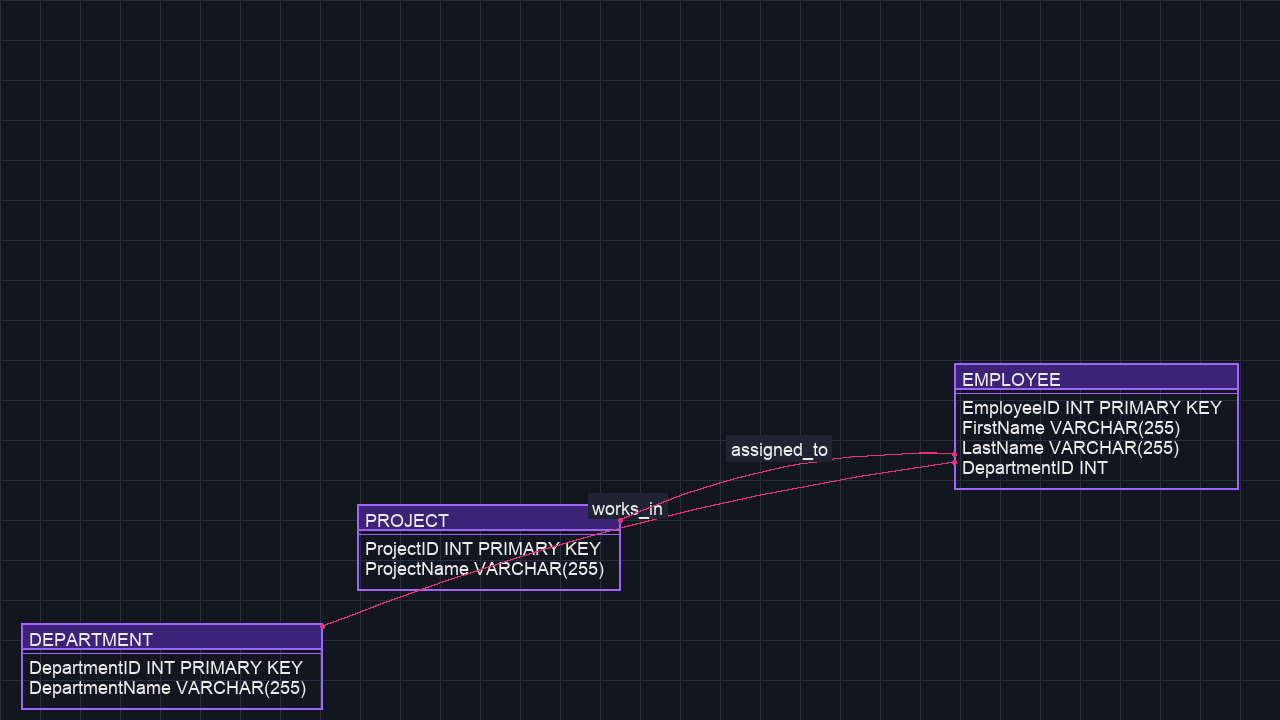 EMPLOYEE
EmployeeID INT PRIMARY KEY
FirstName VARCHAR(255)
LastName VARCHAR(255)
DepartmentID INT
assigned_to
works_in
PROJECT
ProjectID INT PRIMARY KEY
ProjectName VARCHAR(255)
DEPARTMENT
DepartmentID INT PRIMARY KEY
DepartmentName VARCHAR(255)